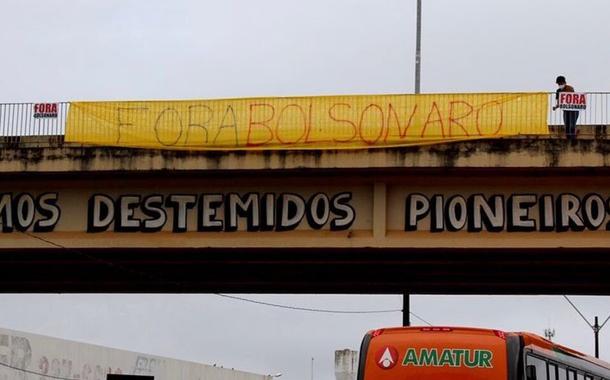 FORA
BOLSONARO
FORA BOLSONARO
FORA
BOLSONARO
MOS DESTEMIDOS PIONEIROS
AMATUR